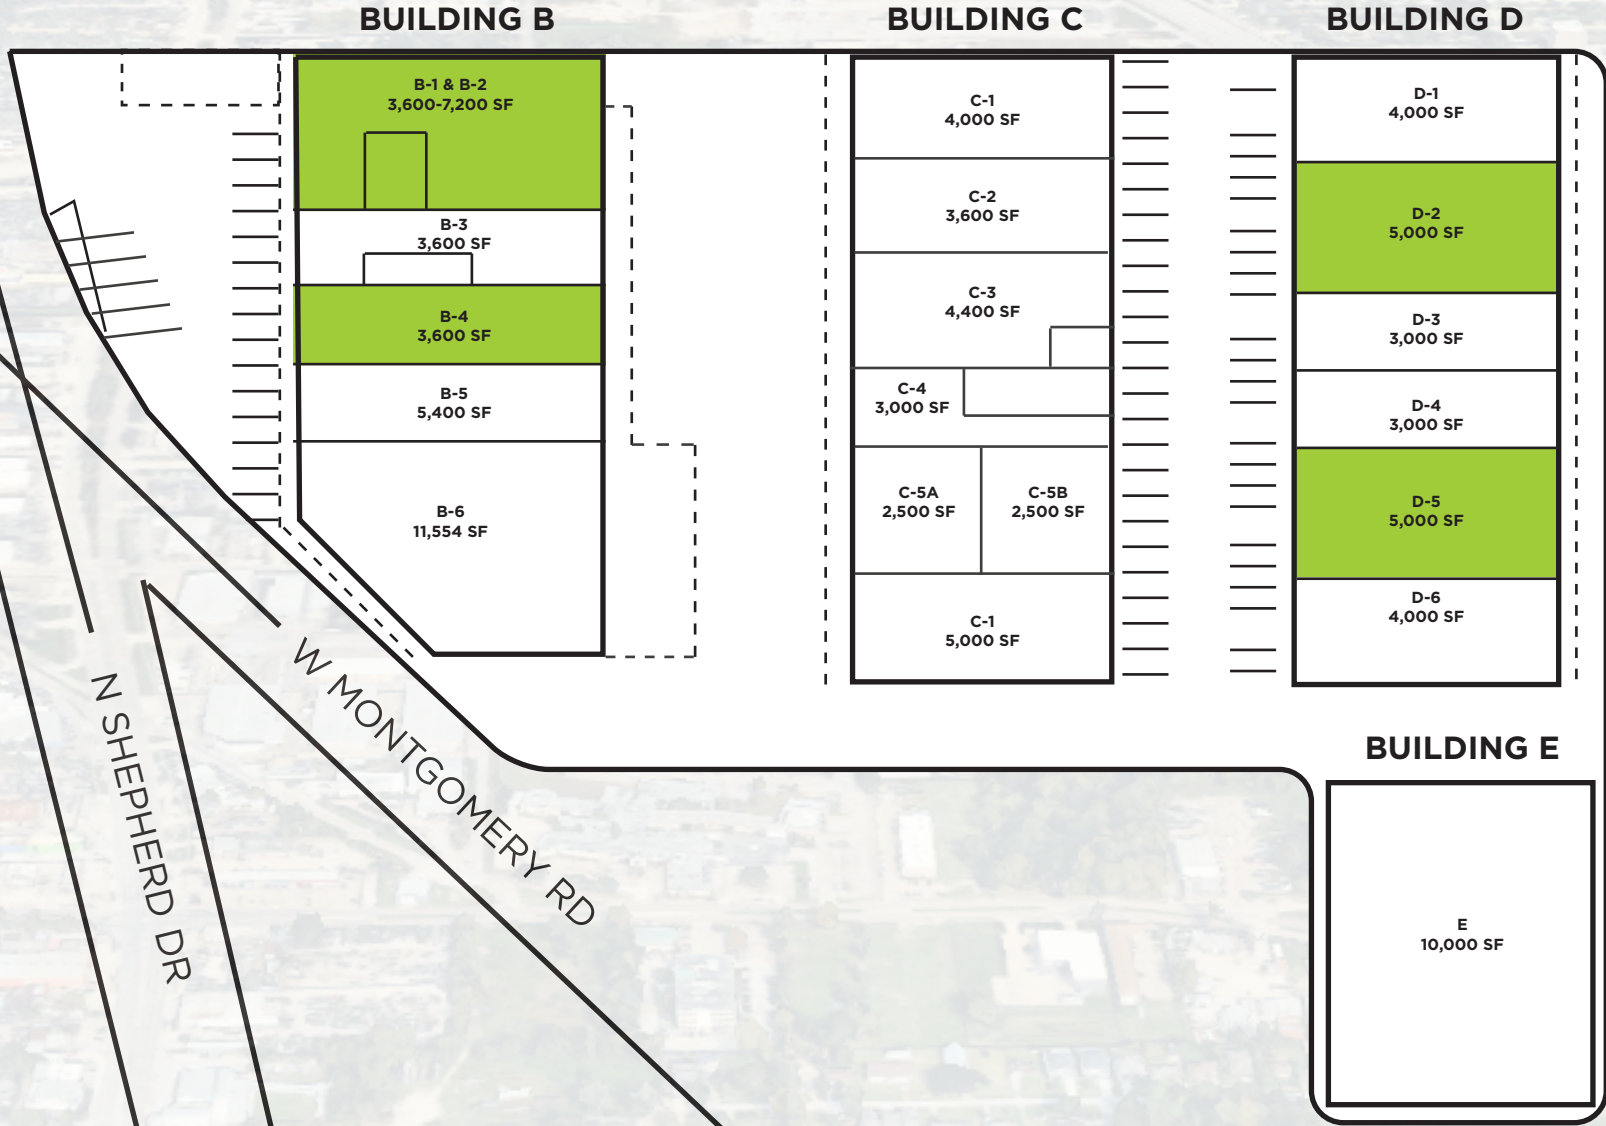 BUILDING B
BUILDING C
BUILDING D
B-1 & B-2
3,600-7,200 SF
B-3
3,600 SF
B-4
3,600 SF
B-5
5,400 SF
B-6
11,554 SF
C-1
4,000 SF
C-2
3,600 SF
C-3
4,400 SF
C-4
3,000 SF
C-5A
2,500 SF
C-5B
2,500 SF
C-1
5,000 SF
D-1
4,000 SF
D-2
5,000 SF
D-3
3,000 SF
D-4
3,000 SF
D-5
5,000 SF
D-6
4,000 SF
BUILDING E
E
10,000 SF
N SHEPHERD DR
W MONTGOMERY RD